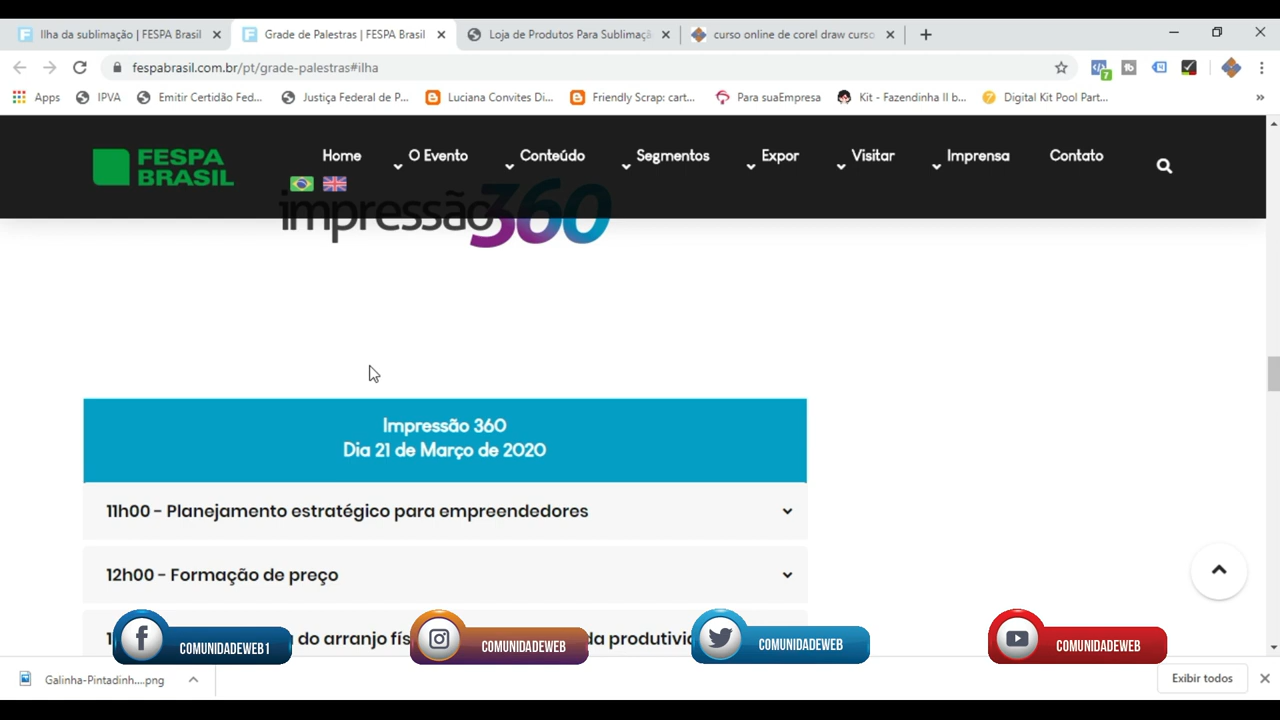 Ilha da sublimação | FESPA Brasil
Grade de Palestras | FESPA Brasil
Loja de Produtos Para Sublimaçã
curso online de corel draw curso
fespabrasil.com.br/pt/grade-palestras#ilha
7
Apps
IPVA
Emitir Certidão Fed...
Justiça Federal de P...
Luciana Convites Di...
Friendly Scrap: cart...
Para suaEmpresa
Kit - Fazendinha II b...
Digital Kit Pool Part...
FESPA
BRASIL
Home
O Evento
Conteúdo
Segmentos
Expor
Visitar
Imprensa
Contato
impressão360
Impressão 360
Dia 21 de Março de 2020
11h00 - Planejamento estratégico para empreendedores
12h00 - Formação de preço
do arranjo
COMUNIDADEWEB1
COMUNIDADEWEB
COMUNIDADEWEB
COMUNIDADEWEB
Galinha-Pintadinh....png
Exibir todos